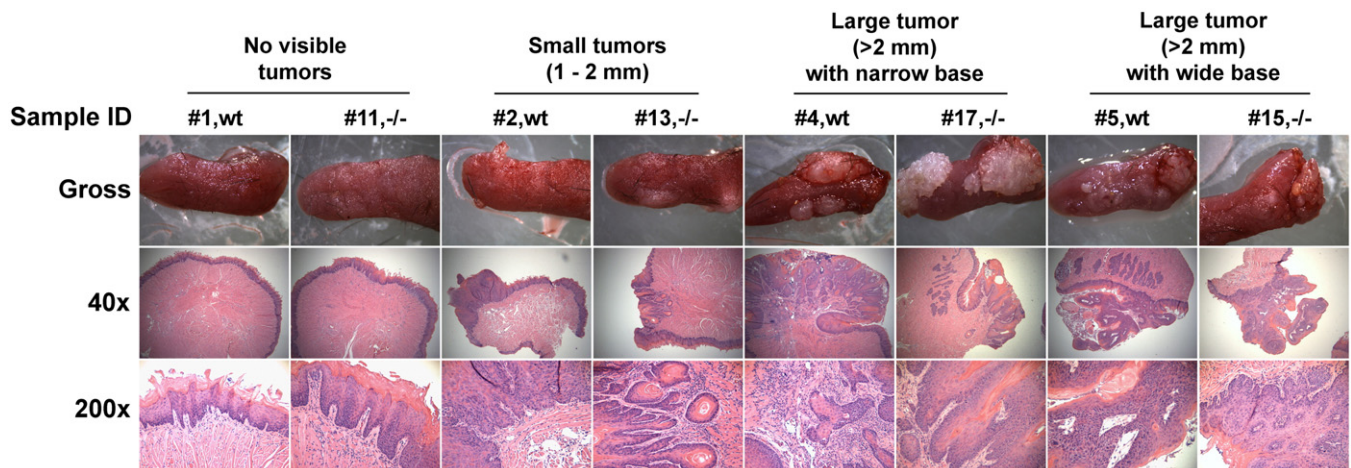 No visible
tumors
Small tumors
(1 - 2 mm)
Large tumor
(>2 mm)
with narrow base
Large tumor
(>2 mm)
with wide base
Sample ID #1,wt #11,-/- #2,wt #13,-/- #4,wt #17,-/- #5,wt #15,-/-
Gross
40x
200x